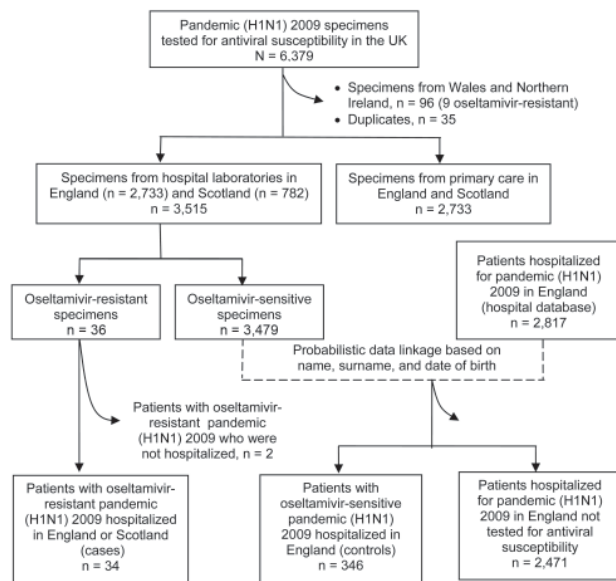 Pandemic (H1N1) 2009 specimens
tested for antiviral susceptibility in the UK
N = 6,379
• Specimens from Wales and Northern
Ireland, n = 96 (9 oseltamivir-resistant)
• Duplicates, n = 35
Specimens from hospital laboratories in
England (n = 2,733) and Scotland (n = 782)
n = 3,515
Specimens from primary care in
England and Scotland
n = 2,733
Oseltamivir-resistant
specimens
n = 36
Oseltamivir-sensitive
specimens
n = 3,479
Patients hospitalized
for pandemic (H1N1)
2009 in England
(hospital database)
n = 2,817
Probabilistic data linkage based on
name, surname, and date of birth
Patients with oseltamivir-
resistant pandemic
(H1N1) 2009 who were
not hospitalized, n = 2
Patients with oseltamivir-
resistant pandemic
(H1N1) 2009 hospitalized
in England or Scotland
(cases)
n = 34
Patients with
oseltamivir-sensitive
pandemic (H1N1)
2009 hospitalized in
England (controls)
n = 346
Patients hospitalized
for pandemic (H1N1)
2009 in England not
tested for antiviral
susceptibility
n = 2,471